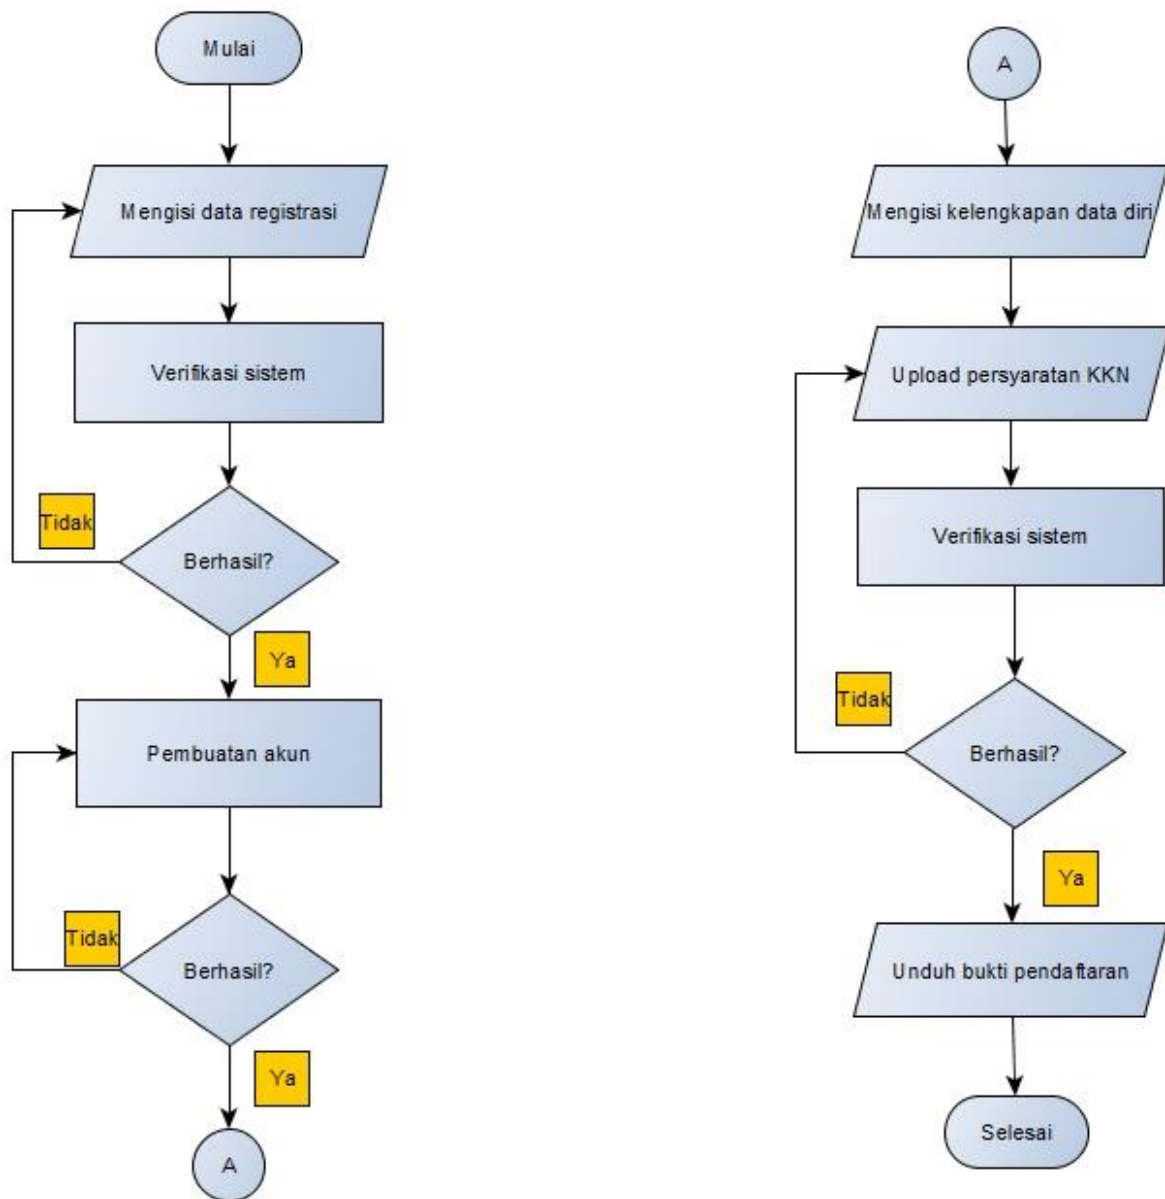 Mulai
Mengisi data registrasi
Verifikasi sistem
Tidak
Berhasil?
Ya
Pembuatan akun
Tidak
Berhasil?
Ya
A
A
Mengisi kelengkapan data diri
Upload persyaratan KKN
Verifikasi sistem
Tidak
Berhasil?
Ya
Unduh bukti pendaftaran
Selesai